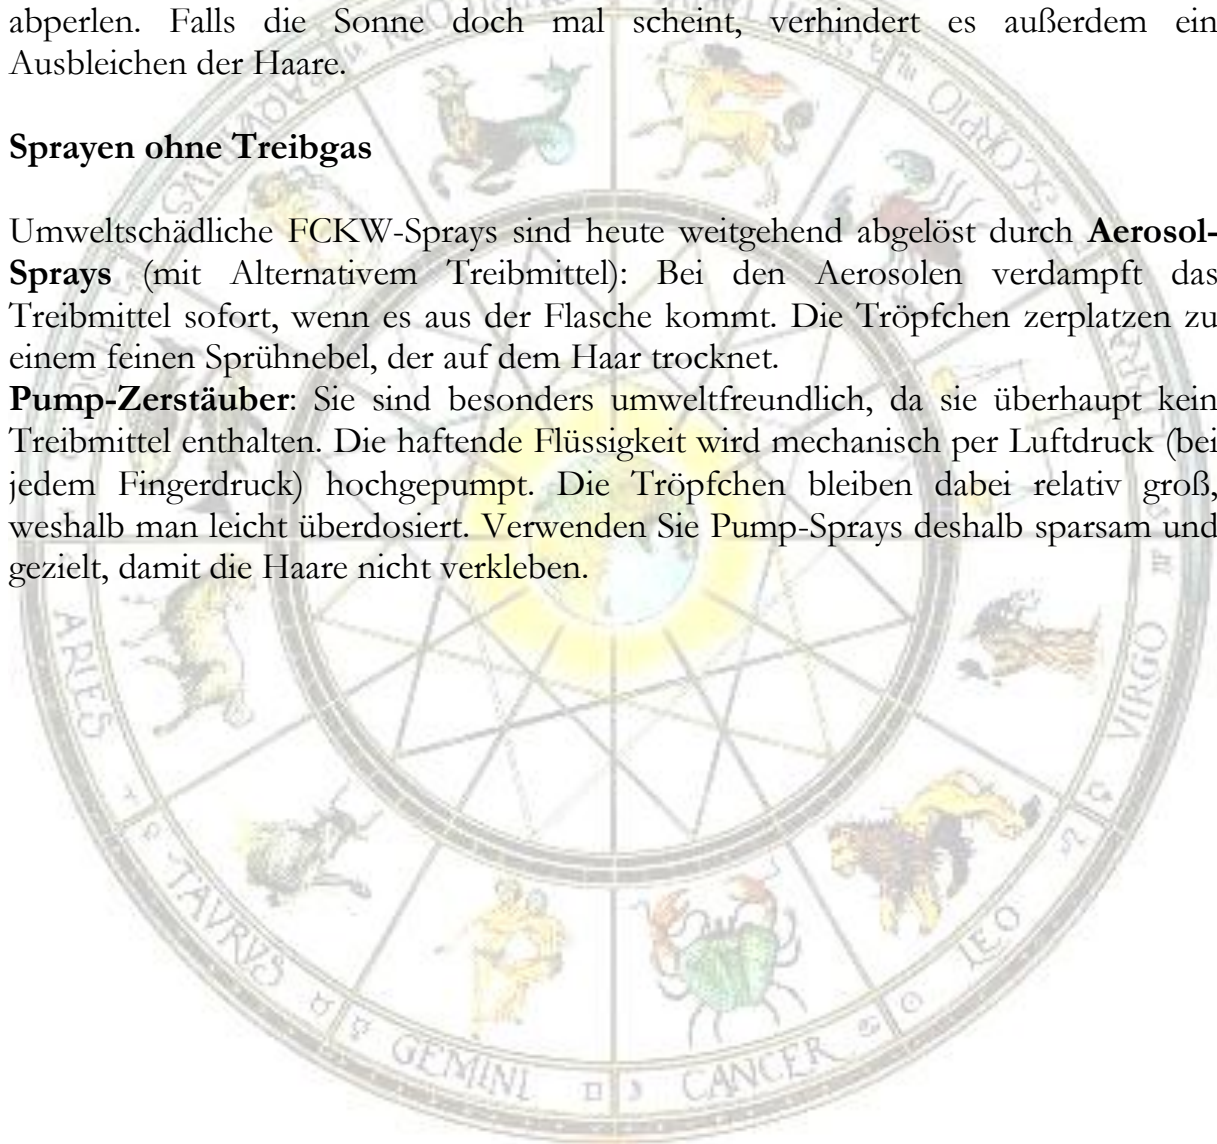 abperlen. Falls die Sonne doch mal scheint, verhindert es außerdem ein
Ausbleichen der Haare.
Sprayen ohne Treibgas
Umweltschädliche FCKW-Sprays sind heute weitgehend abgelöst durch Aerosol-
Sprays (mit Alternativem Treibmittel): Bei den Aerosolen verdampft das
Treibmittel sofort, wenn es aus der Flasche kommt. Die Tröpfchen zerplatzen zu
einem feinen Sprühnebel, der auf dem Haar trocknet.
Pump-Zerstäuber: Sie sind besonders umweltfreundlich, da sie überhaupt kein
Treibmittel enthalten. Die haftende Flüssigkeit wird mechanisch per Luftdruck (bei
jedem Fingerdruck) hochgepumpt. Die Tröpfchen bleiben dabei relativ groß,
weshalb man leicht überdosiert. Verwenden Sie Pump-Sprays deshalb sparsam und
gezielt, damit die Haare nicht verkleben.
SCORPIO
VIRGO
ARIES
LEO
TAVRVS
GEMINI
CANCER